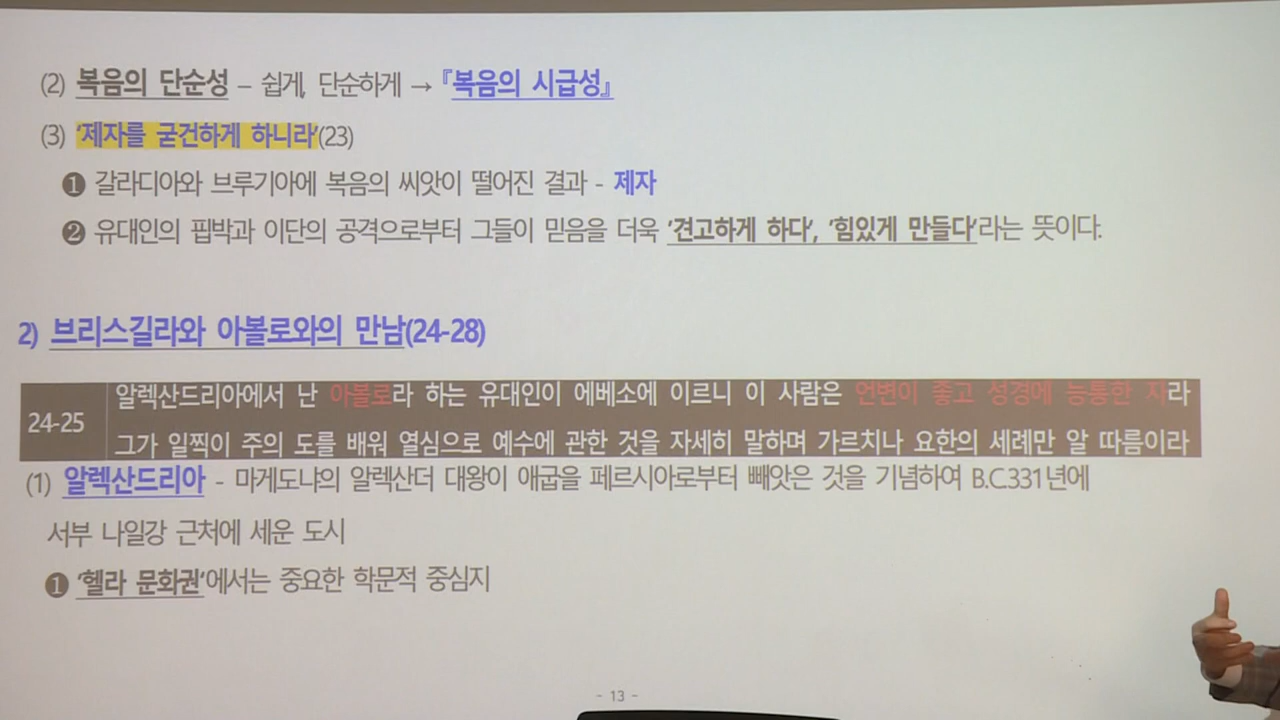 (2) 복음의 단순성 – 쉽게, 단순하게 → 『복음의 시급성』
(3) ‘제자를 굳건하게 하니라’(23)
❶ 갈라디아와 브루기아에 복음의 씨앗이 떨어진 결과 - 제자
❷ 유대인의 핍박과 이단의 공격으로부터 그들이 믿음을 더욱 ‘견고하게 하다’, ‘힘있게 만들다’라는 뜻이다.
2) 브리스길라와 아볼로와의 만남(24-28)
24-25
알렉산드리아에서 난 아볼로라 하는 유대인이 에베소에 이르니 이 사람은 언변이 좋고 성경에 능통한 자라
그가 일찍이 주의 도를 배워 열심으로 예수에 관한 것을 자세히 말하며 가르치나 요한의 세례만 알 따름이라
(1) 알렉산드리아 - 마게도냐의 알렉산더 대왕이 애굽을 페르시아로부터 빼앗은 것을 기념하여 B.C.331년에
서부 나일강 근처에 세운 도시
❶ ‘헬라 문화권’에서는 중요한 학문적 중심지
- 13 -